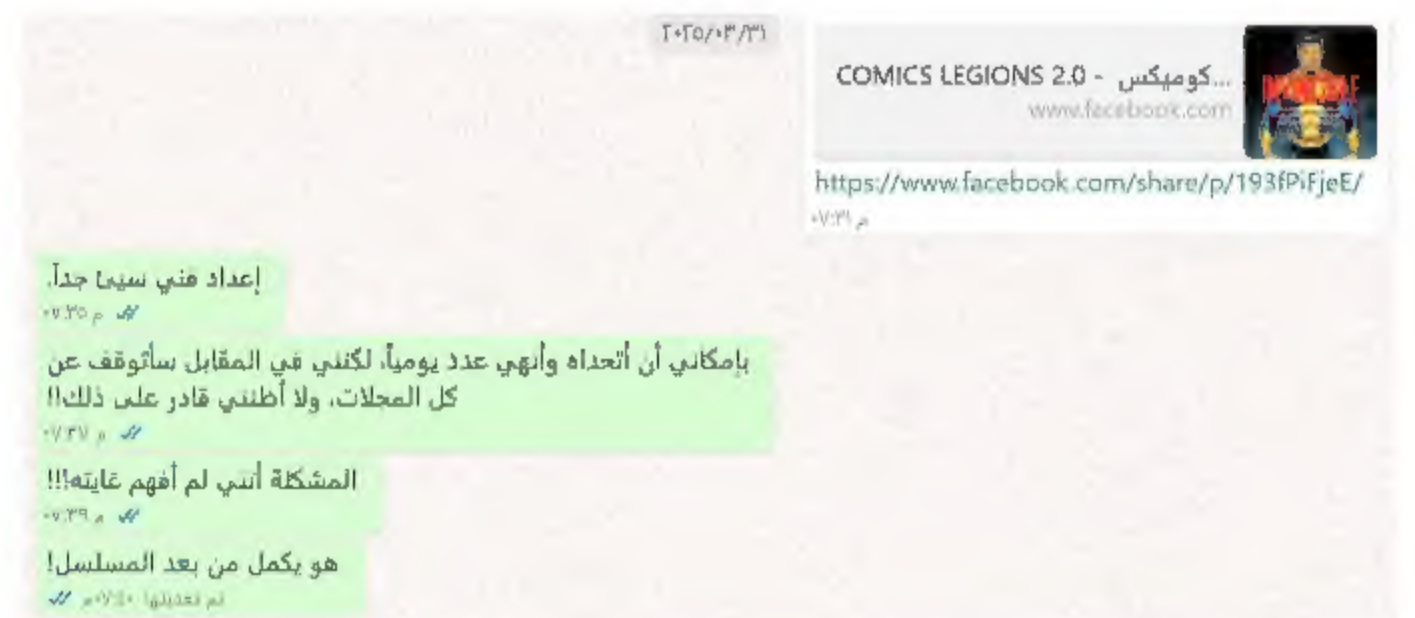 ٢٠٢٥/٠٣/٣١
COMICS LEGIONS 2.0 - كوميكس...
www.facebook.com
https://www.facebook.com/share/p/193fPiFjeE/
٠٧:٣١ م
إعداد فني سيئ جداً.
٠٧:٣٥ م
بإمكاني أن أتحداه وأنهي عدد يومياً، لكنني في المقابل سأتوقف عن
كل المجلات، ولا أظنني قادر على ذلك!!
٠٧:٣٧ م
المشكلة أنني لم أفهم غايته!!!
٠٧:٣٩ م
هو يكمل من بعد المسلسل!
تم تعديلها ٠٧:٤٠ م